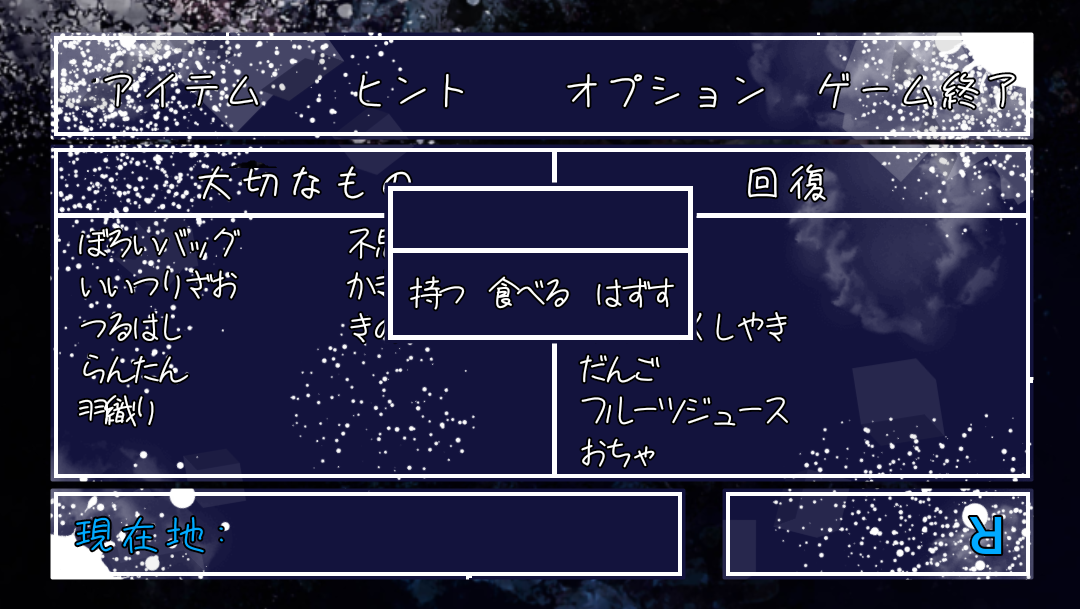 アイテム ヒント オプション ゲーム終了
大切なもの 回復
ぼろいバッグ
いいつりざお
つるはし
らんたん
羽織り
持つ 食べる はずす
くしやき
だんご
フルーツジュース
おちゃ
現在地:
R